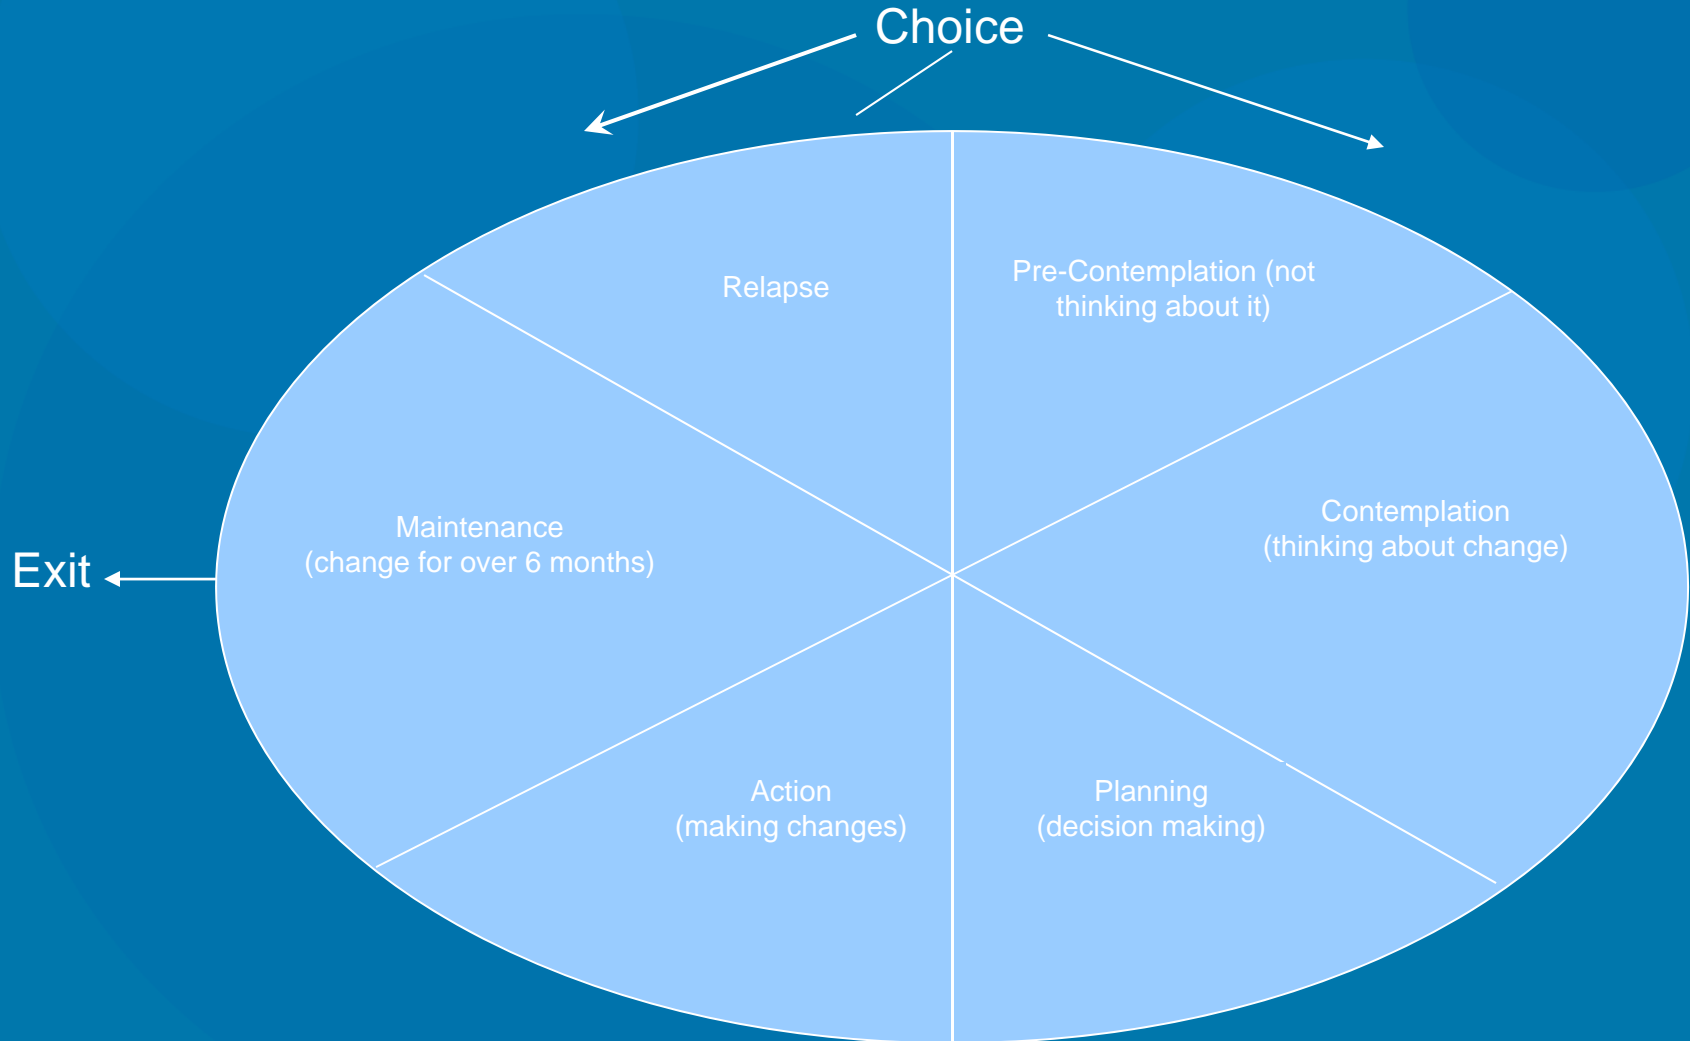 Choice
Relapse
Pre-Contemplation (not
thinking about it)
Contemplation
(thinking about change)
Maintenance
(change for over 6 months)
Exit
Action
(making changes)
Planning
(decision making)